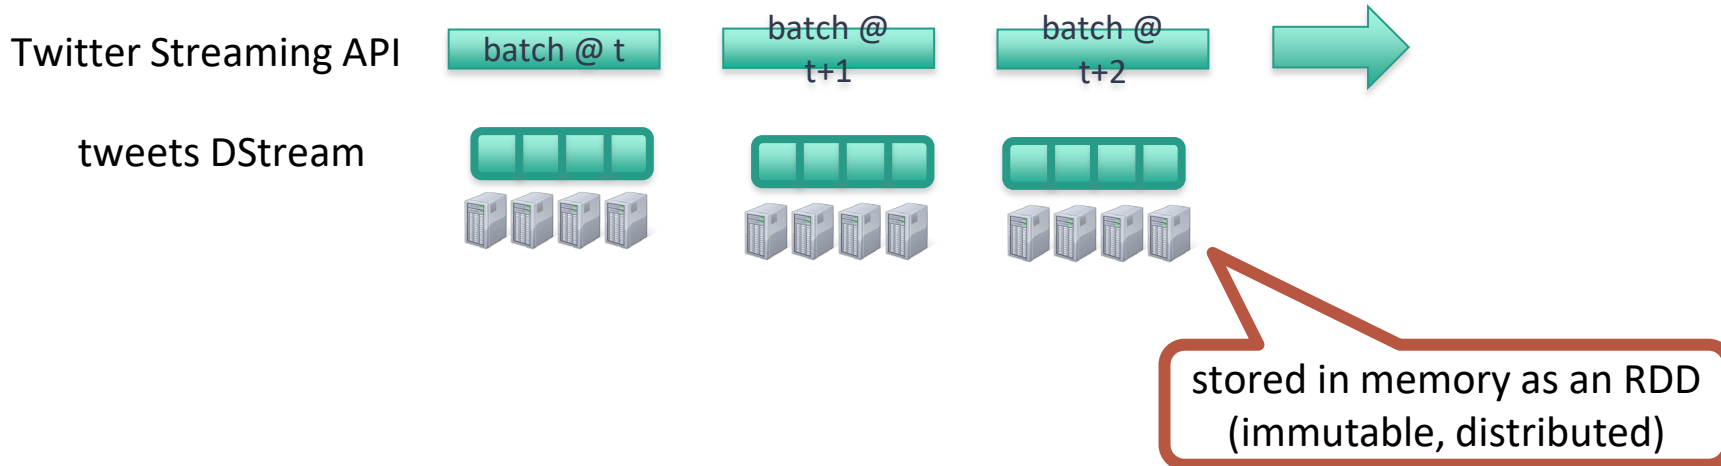 Twitter Streaming API
batch @ t
batch @
t+1
batch @
t+2
tweets DStream
stored in memory as an RDD
(immutable, distributed)